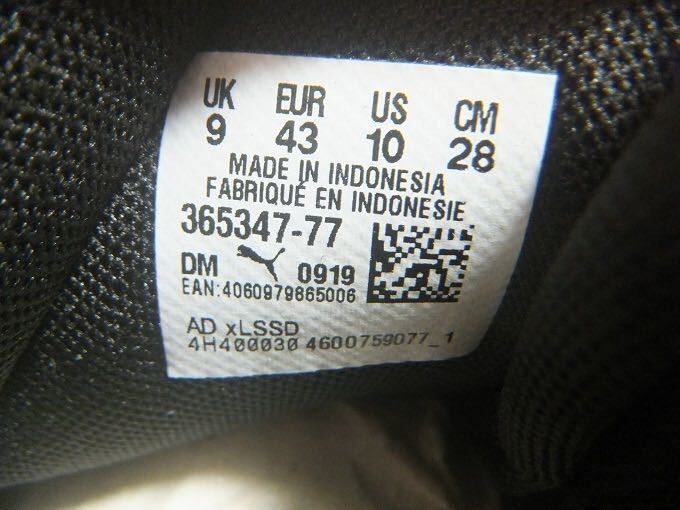 UK EUR US CM
9 43 10 28
MADE IN INDONESIA
FABRIQUÉ EN INDONESIE
365347-77
DM 0919
EAN:4060979865006
AD xLSSD
4H400030 4600759077_1